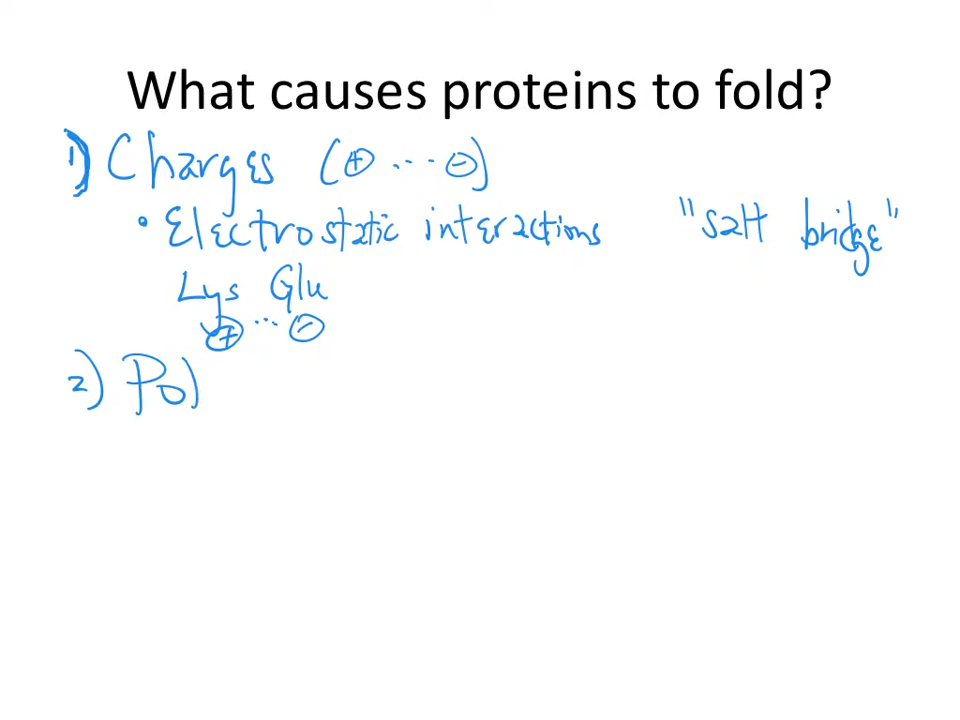 What causes proteins to fold?
1) Charges (⊕ ... ⊖)
• Electrostatic interactions "salt bridge"
Lys Glu
⊕ ... ⊖
2) Pol